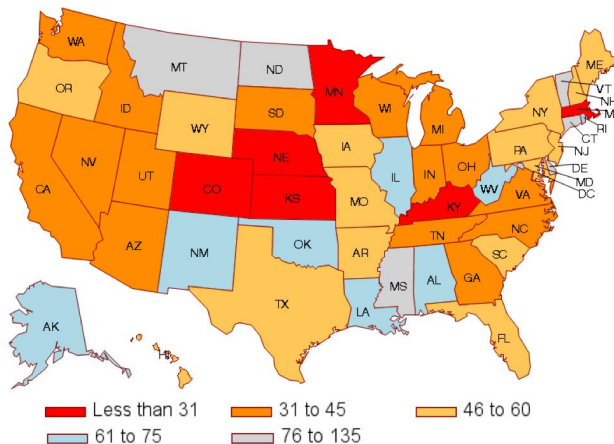 WA
MT
ND
MN
ME
OR
ID
SD
WI
MI
VT
NH
M
RI
CT
NY
WY
IA
NE
PA
NJ
NV
UT
IL
IN
OH
DE
MD
DC
CA
CO
KS
MO
KY
WV
VA
AZ
NM
OK
AR
TN
NC
SC
MS
AL
GA
TX
LA
AK
FL
HI
Less than 31
31 to 45
46 to 60
61 to 75
76 to 135